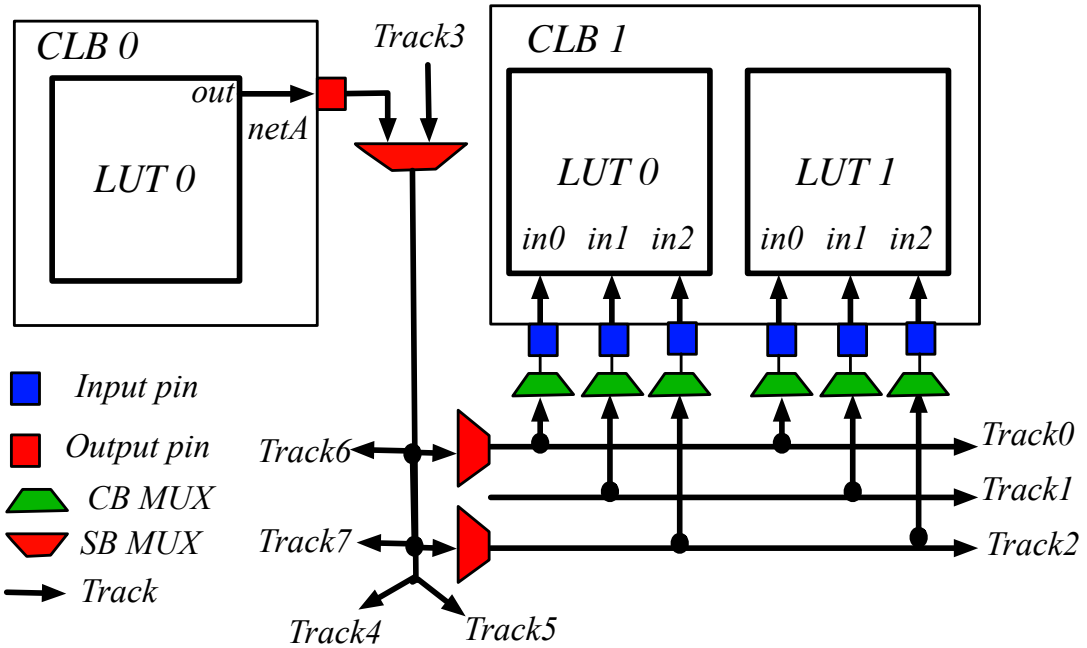 CLB 0
Track3
CLB 1
out
netA
LUT 0
LUT 0
LUT 1
in0 in1 in2
in0 in1 in2
Input pin
Output pin
CB MUX
SB MUX
Track
Track6
Track7
Track4
Track5
Track0
Track1
Track2